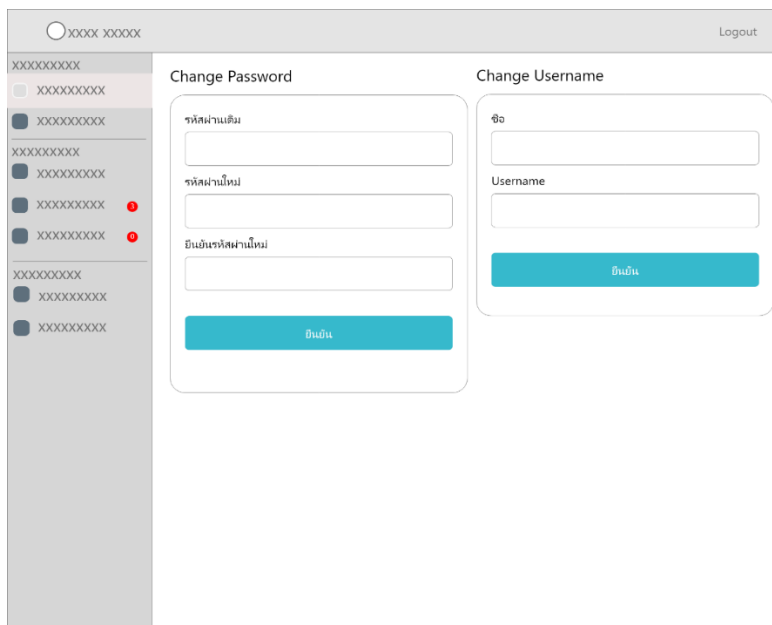 xxxx xxxxx
Logout
xxxxxxxxx
xxxxxxxxx
xxxxxxxxx
xxxxxxxxx
xxxxxxxxx
xxxxxxxxx 3
xxxxxxxxx 0
xxxxxxxxx
xxxxxxxxx
xxxxxxxxx
Change Password
รหัสผ่านเดิม
รหัสผ่านใหม่
ยืนยันรหัสผ่านใหม่
ยืนยัน
Change Username
ชื่อ
Username
ยืนยัน